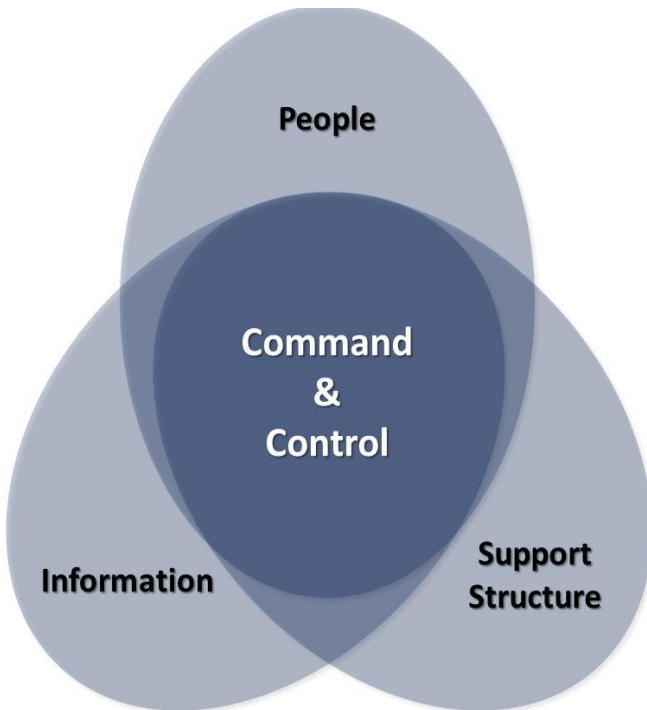 People
Command
&
Control
Information
Support
Structure